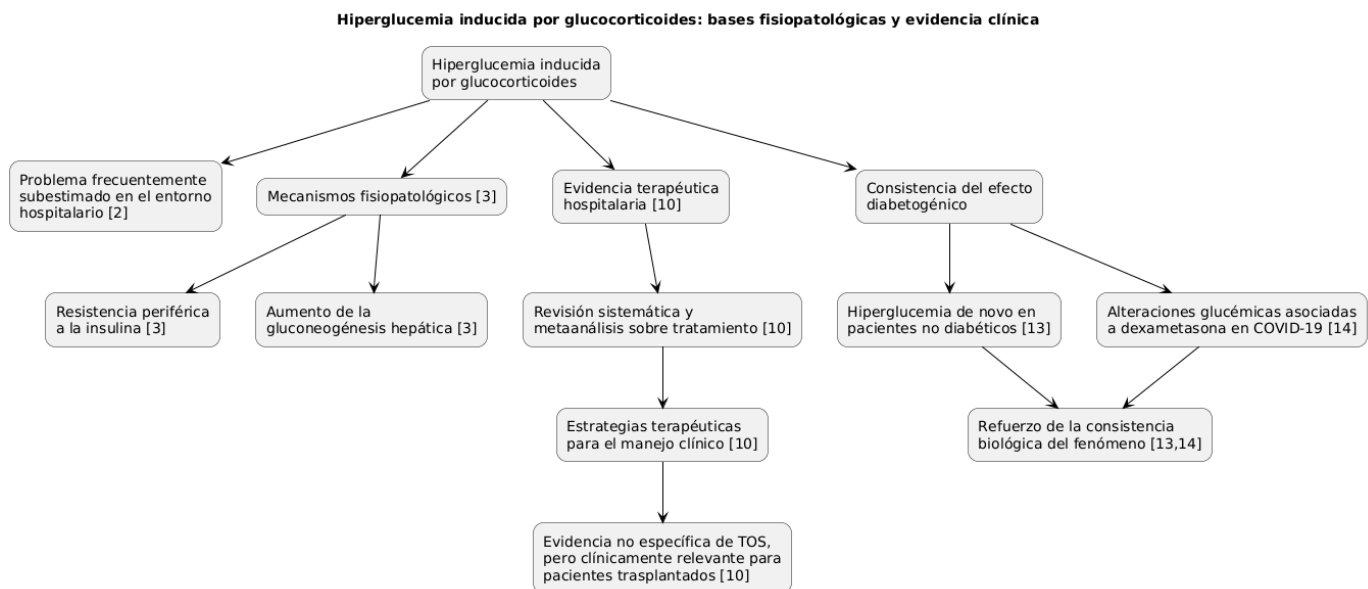 Hiperglucemia inducida por glucocorticoides: bases fisiopatológicas y evidencia clínica
Hiperglucemia inducida
por glucocorticoides
Problema frecuentemente
subestimado en el entorno
hospitalario [2]
Mecanismos fisiopatológicos [3]
Evidencia terapéutica
hospitalaria [10]
Consistencia del efecto
diabetogénico
Resistencia periférica
a la insulina [3]
Aumento de la
gluconeogénesis hepática [3]
Revisión sistemática y
metaanálisis sobre tratamiento [10]
Hiperglucemia de novo en
pacientes no diabéticos [13]
Alteraciones glucémicas asociadas
a dexametasona en COVID-19 [14]
Estrategias terapéuticas
para el manejo clínico [10]
Refuerzo de la consistencia
biológica del fenómeno [13,14]
Evidencia no específica de TOS,
pero clínicamente relevante para
pacientes trasplantados [10]